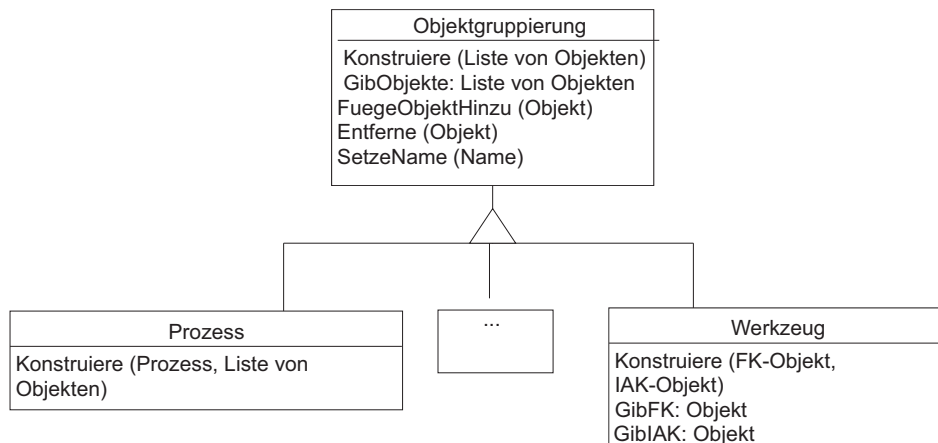 Objektgruppierung
Konstruiere (Liste von Objekten)
GibObjekte: Liste von Objekten
FuegeObjektHinzu (Objekt)
Entferne (Objekt)
SetzeName (Name)
Prozess
Konstruiere (Prozess, Liste von
Objekten)
...
Werkzeug
Konstruiere (FK-Objekt,
IAK-Objekt)
GibFK: Objekt
GibIAK: Objekt